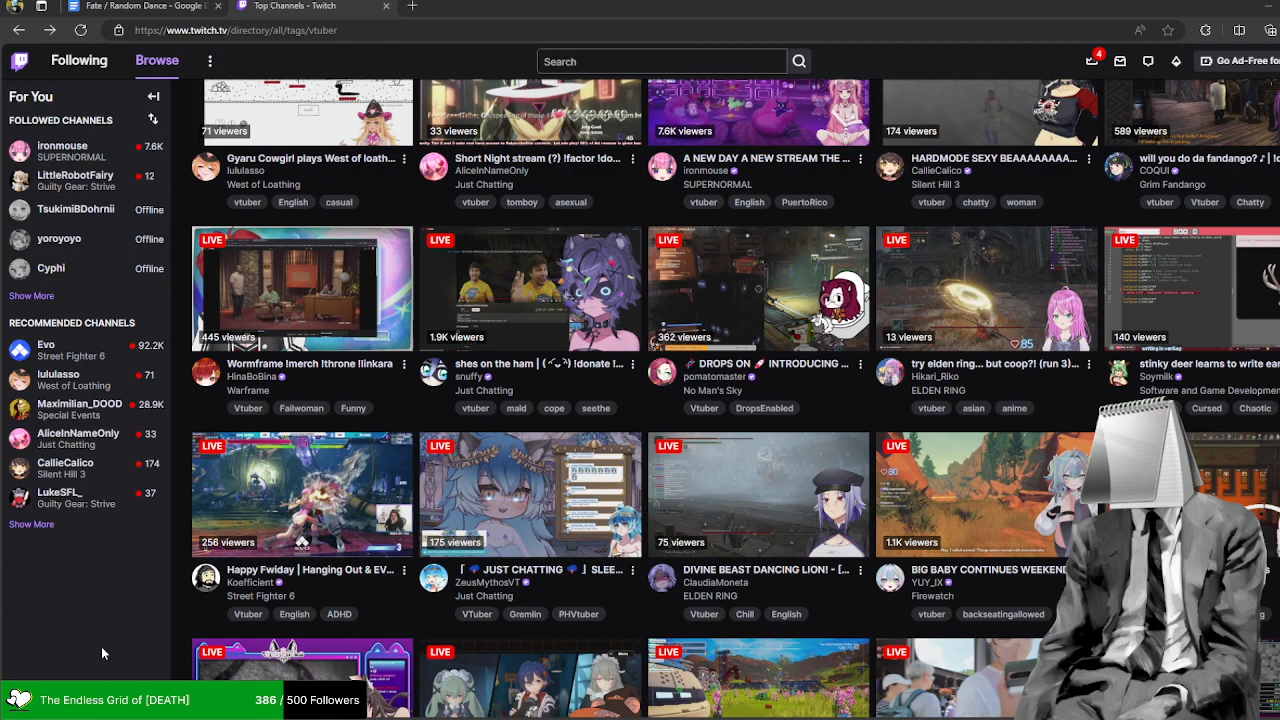 Fate / Random Dance - Google
Top Channels - Twitch
https://www.twitch.tv/directory/all/tags/vtuber
Following
Browse
Search
4
Go Ad-Free for
For You
FOLLOWED CHANNELS
ironmouse
7.6K
SUPERNORMAL
LittleRobotFairy
12
Guilty Gear: Strive
TsukimiBDohrnii
Offline
yoroyoyo
Offline
Cyphi
Offline
Show More
RECOMMENDED CHANNELS
Evo
92.2K
Street Fighter 6
lululasso
71
West of Loathing
Maximilian_DOOD
28.9K
Special Events
AliceInNameOnly
33
Just Chatting
CallieCalico
174
Silent Hill 3
LukeSFL_
37
Guilty Gear: Strive
Show More
71 viewers
33 viewers
7.6K viewers
174 viewers
589 viewers
Gyaru Cowgirl plays West of loath...
lululasso
West of Loathing
vtuber English casual
Short Night stream (?) !factor !do...
AliceInNameOnly
Just Chatting
vtuber tomboy asexual
A NEW DAY A NEW STREAM THE ...
ironmouse
SUPERNORMAL
vtuber English PuertoRico
HARDMODE SEXY BEAAAAAAAA...
CallieCalico
Silent Hill 3
vtuber chatty woman
will you do da fandango? ♪ | lo
COQUI
Grim Fandango
vtuber Vtuber Chatty
LIVE
LIVE
LIVE
LIVE
LIVE
445 viewers
1.9K viewers
362 viewers
13 viewers
85
140 viewers
writing in verilog
Wormframe !merch !throne !linkara
HinaBoBina
Warframe
Vtuber Failwoman Funny
shes on the ham | (ᵔᴗᵔ) !donate !...
snuffy
Just Chatting
vtuber mald cope seethe
DROPS ON 🚀 INTRODUCING ...
pomatomaster
No Man's Sky
Vtuber DropsEnabled
try elden ring... but coop?! (run 3)...
Hikari_Riko
ELDEN RING
vtuber asian anime
stinky deer learns to write ear
Soymilk
Software and Game Developmen
Cursed Chaotic
LIVE
LIVE
LIVE
LIVE
75
80
256 viewers
175 viewers
75 viewers
1.1K viewers
Happy Fwiday | Hanging Out & EV...
Koefficient
Street Fighter 6
Vtuber English ADHD
「 JUST CHATTING 」 SLEE...
ZeusMythosVT
Just Chatting
VTuber Gremlin PHVtuber
DIVINE BEAST DANCING LION! - [...
ClaudiaMoneta
ELDEN RING
Vtuber Chill English
BIG BABY CONTINUES WEEKEND
YUY_IX
Firewatch
vtuber backseatingallowed
LIVE
LIVE
LIVE
LIVE
The Endless Grid of [DEATH]
386 / 500 Followers